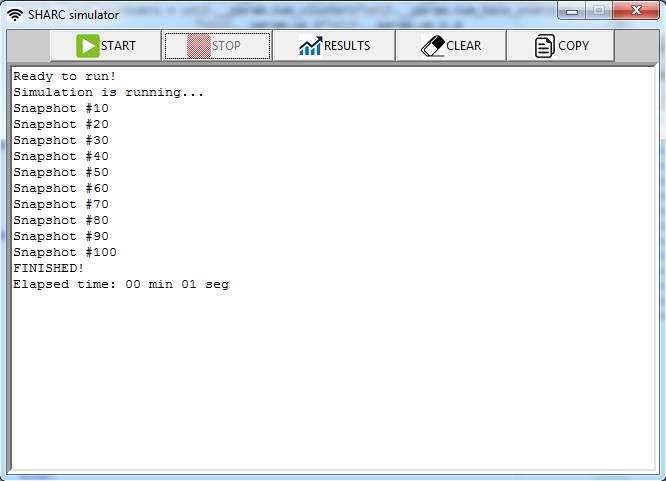 SHARC simulator
START STOP RESULTS CLEAR COPY
Ready to run!
Simulation is running...
Snapshot #10
Snapshot #20
Snapshot #30
Snapshot #40
Snapshot #50
Snapshot #60
Snapshot #70
Snapshot #80
Snapshot #90
Snapshot #100
FINISHED!
Elapsed time: 00 min 01 seg